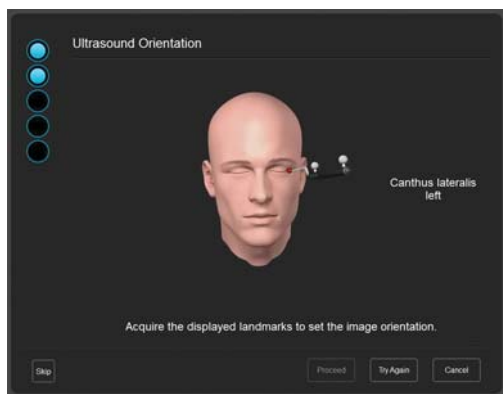 Ultrasound Orientation
Canthus lateralis
left
Acquire the displayed landmarks to set the image orientation.
Skip
Proceed
Try Again
Cancel